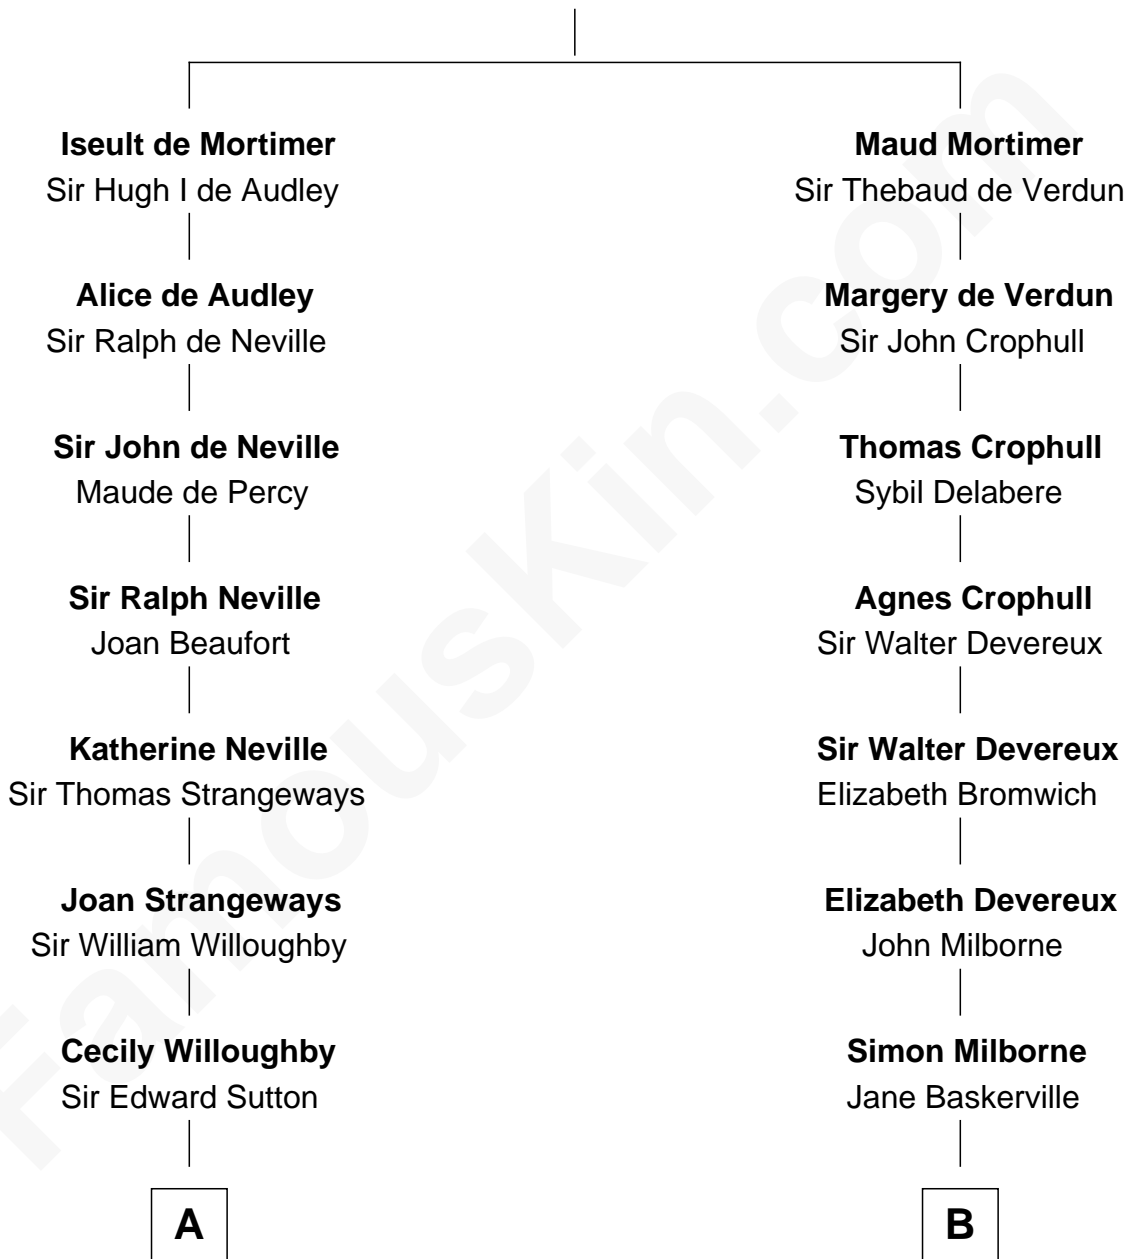 Iseult de Mortimer
Sir Hugh I de Audley
Alice de Audley
Sir Ralph de Neville
Sir John de Neville
Maude de Percy
Sir Ralph Neville
Joan Beaufort
Katherine Neville
Sir Thomas Strangeways
Joan Strangeways
Sir William Willoughby
Cecily Willoughby
Sir Edward Sutton
A
Maud Mortimer
Sir Thebaud de Verdun
Margery de Verdun
Sir John Crophull
Thomas Crophull
Sybil Delabere
Agnes Crophull
Sir Walter Devereux
Sir Walter Devereux
Elizabeth Bromwich
Elizabeth Devereux
John Milborne
Simon Milborne
Jane Baskerville
B
FamousKin.com